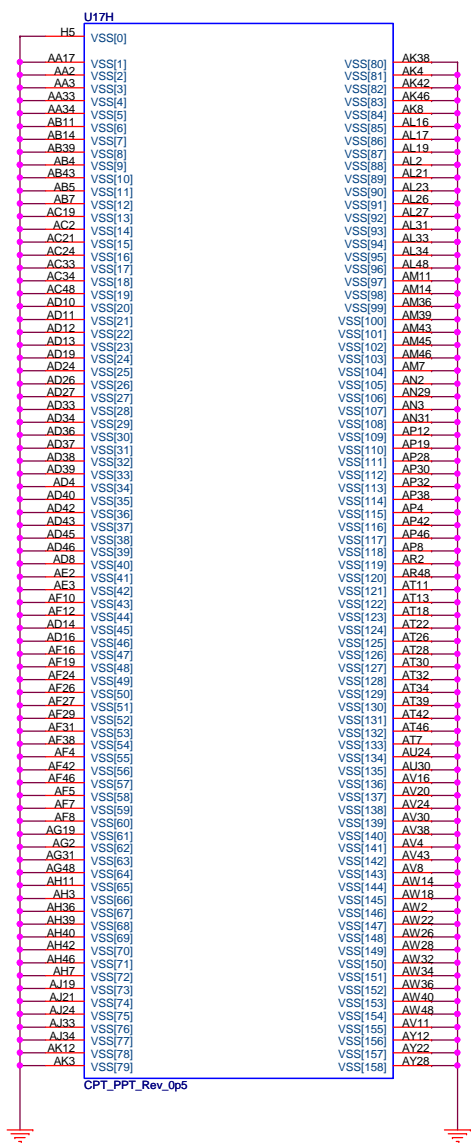 U17H
H5 VSS[0]
AA17 VSS[1] VSS[80] AK38
AA2 VSS[2] VSS[81] AK4
AA3 VSS[3] VSS[82] AK42
AA33 VSS[4] VSS[83] AK46
AA34 VSS[5] VSS[84] AK8
AB11 VSS[6] VSS[85] AL16
AB14 VSS[7] VSS[86] AL17
AB39 VSS[8] VSS[87] AL19
AB4 VSS[9] VSS[88] AL2
AB43 VSS[10] VSS[89] AL21
AB5 VSS[11] VSS[90] AL23
AB7 VSS[12] VSS[91] AL26
AC19 VSS[13] VSS[92] AL27
AC2 VSS[14] VSS[93] AL31
AC21 VSS[15] VSS[94] AL33
AC24 VSS[16] VSS[95] AL34
AC33 VSS[17] VSS[96] AL48
AC34 VSS[18] VSS[97] AM11
AC48 VSS[19] VSS[98] AM14
AD10 VSS[20] VSS[99] AM36
AD11 VSS[21] VSS[100] AM39
AD12 VSS[22] VSS[101] AM43
AD13 VSS[23] VSS[102] AM45
AD19 VSS[24] VSS[103] AM46
AD24 VSS[25] VSS[104] AM7
AD26 VSS[26] VSS[105] AN2
AD27 VSS[27] VSS[106] AN29
AD33 VSS[28] VSS[107] AN3
AD34 VSS[29] VSS[108] AN31
AD36 VSS[30] VSS[109] AP12
AD37 VSS[31] VSS[110] AP19
AD38 VSS[32] VSS[111] AP28
AD39 VSS[33] VSS[112] AP30
AD4 VSS[34] VSS[113] AP32
AD40 VSS[35] VSS[114] AP38
AD42 VSS[36] VSS[115] AP4
AD43 VSS[37] VSS[116] AP42
AD45 VSS[38] VSS[117] AP46
AD46 VSS[39] VSS[118] AP8
AD8 VSS[40] VSS[119] AR2
AE2 VSS[41] VSS[120] AR48
AE3 VSS[42] VSS[121] AT11
AF10 VSS[43] VSS[122] AT13
AF12 VSS[44] VSS[123] AT18
AD14 VSS[45] VSS[124] AT22
AD16 VSS[46] VSS[125] AT26
AF16 VSS[47] VSS[126] AT28
AF19 VSS[48] VSS[127] AT30
AF24 VSS[49] VSS[128] AT32
AF26 VSS[50] VSS[129] AT34
AF27 VSS[51] VSS[130] AT39
AF29 VSS[52] VSS[131] AT42
AF31 VSS[53] VSS[132] AT46
AF38 VSS[54] VSS[133] AT7
AF4 VSS[55] VSS[134] AU24
AF42 VSS[56] VSS[135] AU30
AF46 VSS[57] VSS[136] AV16
AF5 VSS[58] VSS[137] AV20
AF7 VSS[59] VSS[138] AV24
AF8 VSS[60] VSS[139] AV30
AG19 VSS[61] VSS[140] AV38
AG2 VSS[62] VSS[141] AV4
AG31 VSS[63] VSS[142] AV43
AG48 VSS[64] VSS[143] AV8
AH11 VSS[65] VSS[144] AW14
AH3 VSS[66] VSS[145] AW18
AH36 VSS[67] VSS[146] AW2
AH39 VSS[68] VSS[147] AW22
AH40 VSS[69] VSS[148] AW26
AH42 VSS[70] VSS[149] AW28
AH46 VSS[71] VSS[150] AW32
AH7 VSS[72] VSS[151] AW34
AJ19 VSS[73] VSS[152] AW36
AJ21 VSS[74] VSS[153] AW40
AJ24 VSS[75] VSS[154] AW48
AJ33 VSS[76] VSS[155] AV11
AJ34 VSS[77] VSS[156] AY12
AK12 VSS[78] VSS[157] AY22
AK3 VSS[79] VSS[158] AY28
CPT_PPT_Rev_0p5